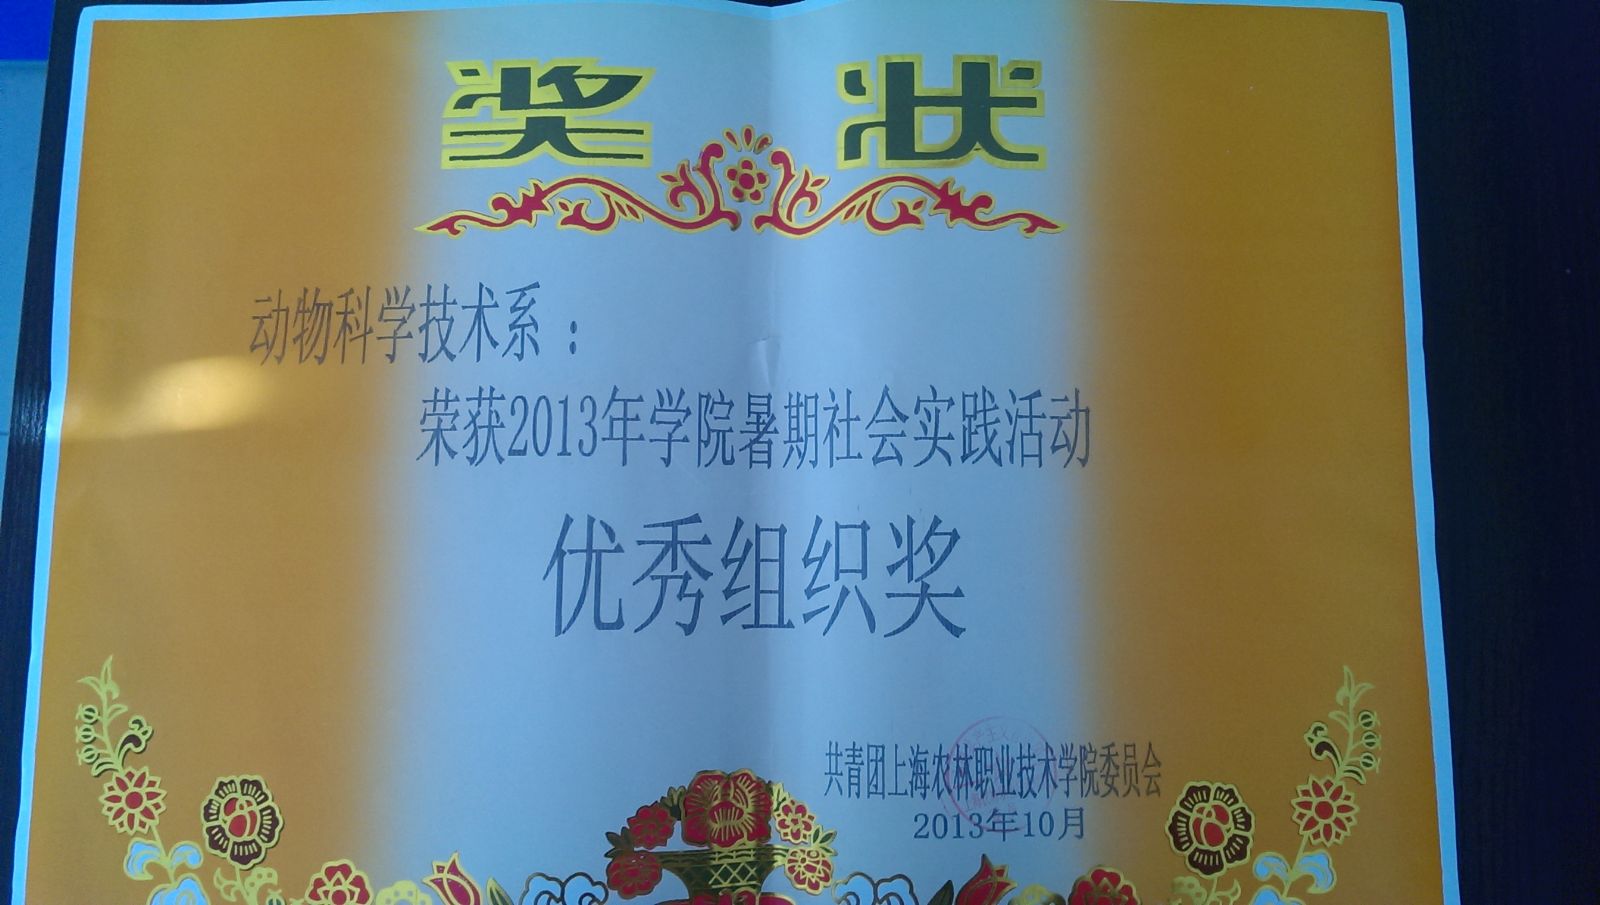 奖状
动物科学技术系：
荣获2013年学院暑期社会实践活动
优秀组织奖
共青团上海农林职业技术学院委员会
2013年10月